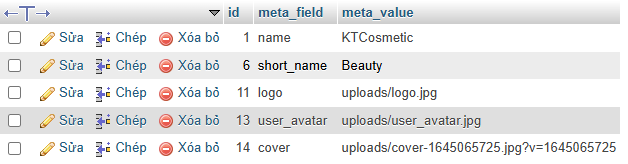 id meta_field meta_value
Sửa Chép Xóa bỏ 1 name KTCosmetic
Sửa Chép Xóa bỏ 6 short_name Beauty
Sửa Chép Xóa bỏ 11 logo uploads/logo.jpg
Sửa Chép Xóa bỏ 13 user_avatar uploads/user_avatar.jpg
Sửa Chép Xóa bỏ 14 cover uploads/cover-1645065725.jpg?v=1645065725